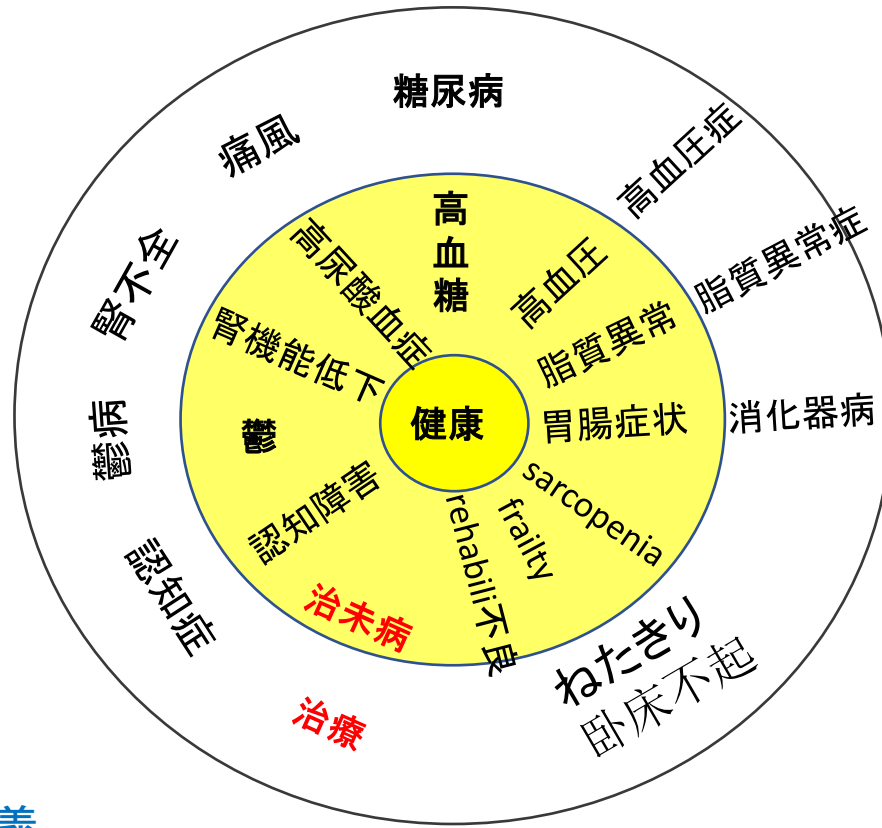 糖尿病
高血圧症
脂質異常症
消化器病
ねたきり
卧床不起
治療
認知症
鬱病
腎不全
痛風
高血糖
高血圧
脂質異常
胃腸症状
sarcopenia
frailty
rehabili不良
治未病
認知障害
鬱
腎機能低下
高尿酸血症
健康